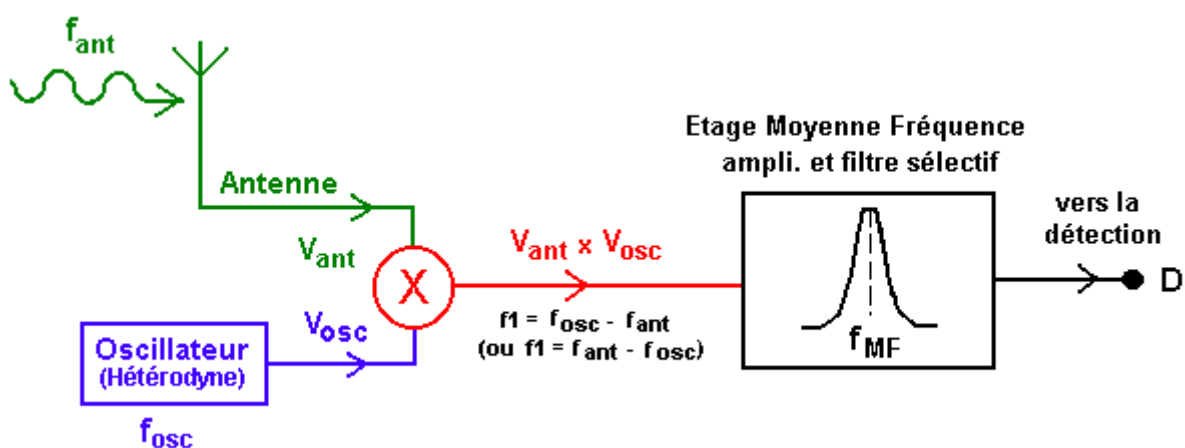 fant
Antenne
Vant
Vosc
Oscillateur
(Hétérodyne)
fosc
X
Vant x Vosc
f1 = fosc - fant
(ou f1 = fant - fosc)
Etage Moyenne Fréquence
ampli. et filtre sélectif
fMF
vers la
détection
D